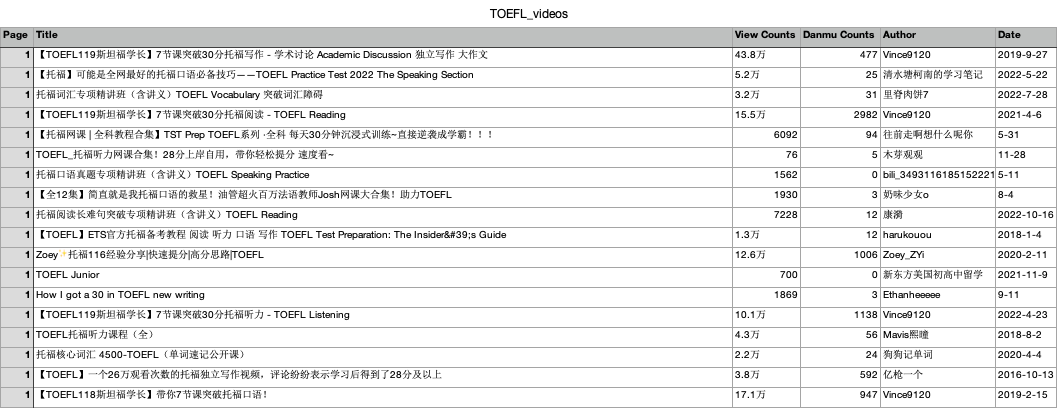 TOEFL_videos
Page Title View Counts Danmu Counts Author Date
1 【TOEFL119斯坦福学长】7节课突破30分托福写作 - 学术讨论 Academic Discussion 独立写作 大作文 43.8万 477 Vince9120 2019-9-27
1 【托福】可能是全网最好的托福口语必备技巧——TOEFL Practice Test 2022 The Speaking Section 5.2万 25 清水塘柯南的学习笔记 2022-5-22
1 托福词汇专项精讲班（含讲义）TOEFL Vocabulary 突破词汇障碍 3.2万 31 里脊肉饼7 2022-7-28
1 【TOEFL119斯坦福学长】7节课突破30分托福阅读 - TOEFL Reading 15.5万 2982 Vince9120 2021-4-6
1 【托福网课 | 全科教程合集】TST Prep TOEFL系列 ·全科 每天30分钟沉浸式训练~直接逆袭成学霸！！！ 6092 94 往前走啊想什么呢你 5-31
1 TOEFL_托福听力网课合集！28分上岸自用，带你轻松提分 速度看~ 76 5 木芽观观 11-28
1 托福口语真题专项精讲班（含讲义）TOEFL Speaking Practice 1562 0 bili_3493116185152221 5-11
1 【全12集】简直就是我托福口语的救星！油管超火百万法语教师Josh网课大合集！助力TOEFL 1930 3 奶味少女o 8-4
1 托福阅读长难句突破专项精讲班（含讲义）TOEFL Reading 7228 12 康漪 2022-10-16
1 【TOEFL】ETS官方托福备考教程 阅读 听力 口语 写作 TOEFL Test Preparation: The Insider&#39;s Guide 1.3万 12 harukouou 2018-1-4
1 Zoey✨托福116经验分享|快速提分|高分思路|TOEFL 12.6万 1006 Zoey_ZYi 2020-2-11
1 TOEFL Junior 700 0 新东方美国初高中留学 2021-11-9
1 How I got a 30 in TOEFL new writing 1869 3 Ethanheeeee 9-11
1 【TOEFL119斯坦福学长】7节课突破30分托福听力 - TOEFL Listening 10.1万 1138 Vince9120 2022-4-23
1 TOEFL托福听力课程（全） 4.3万 56 Mavis熙曈 2018-8-2
1 托福核心词汇 4500-TOEFL（单词速记公开课） 2.2万 24 狗狗记单词 2020-4-4
1 【TOEFL】一个26万观看次数的托福独立写作视频，评论纷纷表示学习后得到了28分及以上 3.8万 592 亿枪一个 2016-10-13
1 【TOEFL118斯坦福学长】带你7节课突破托福口语！ 17.1万 947 Vince9120 2019-2-15